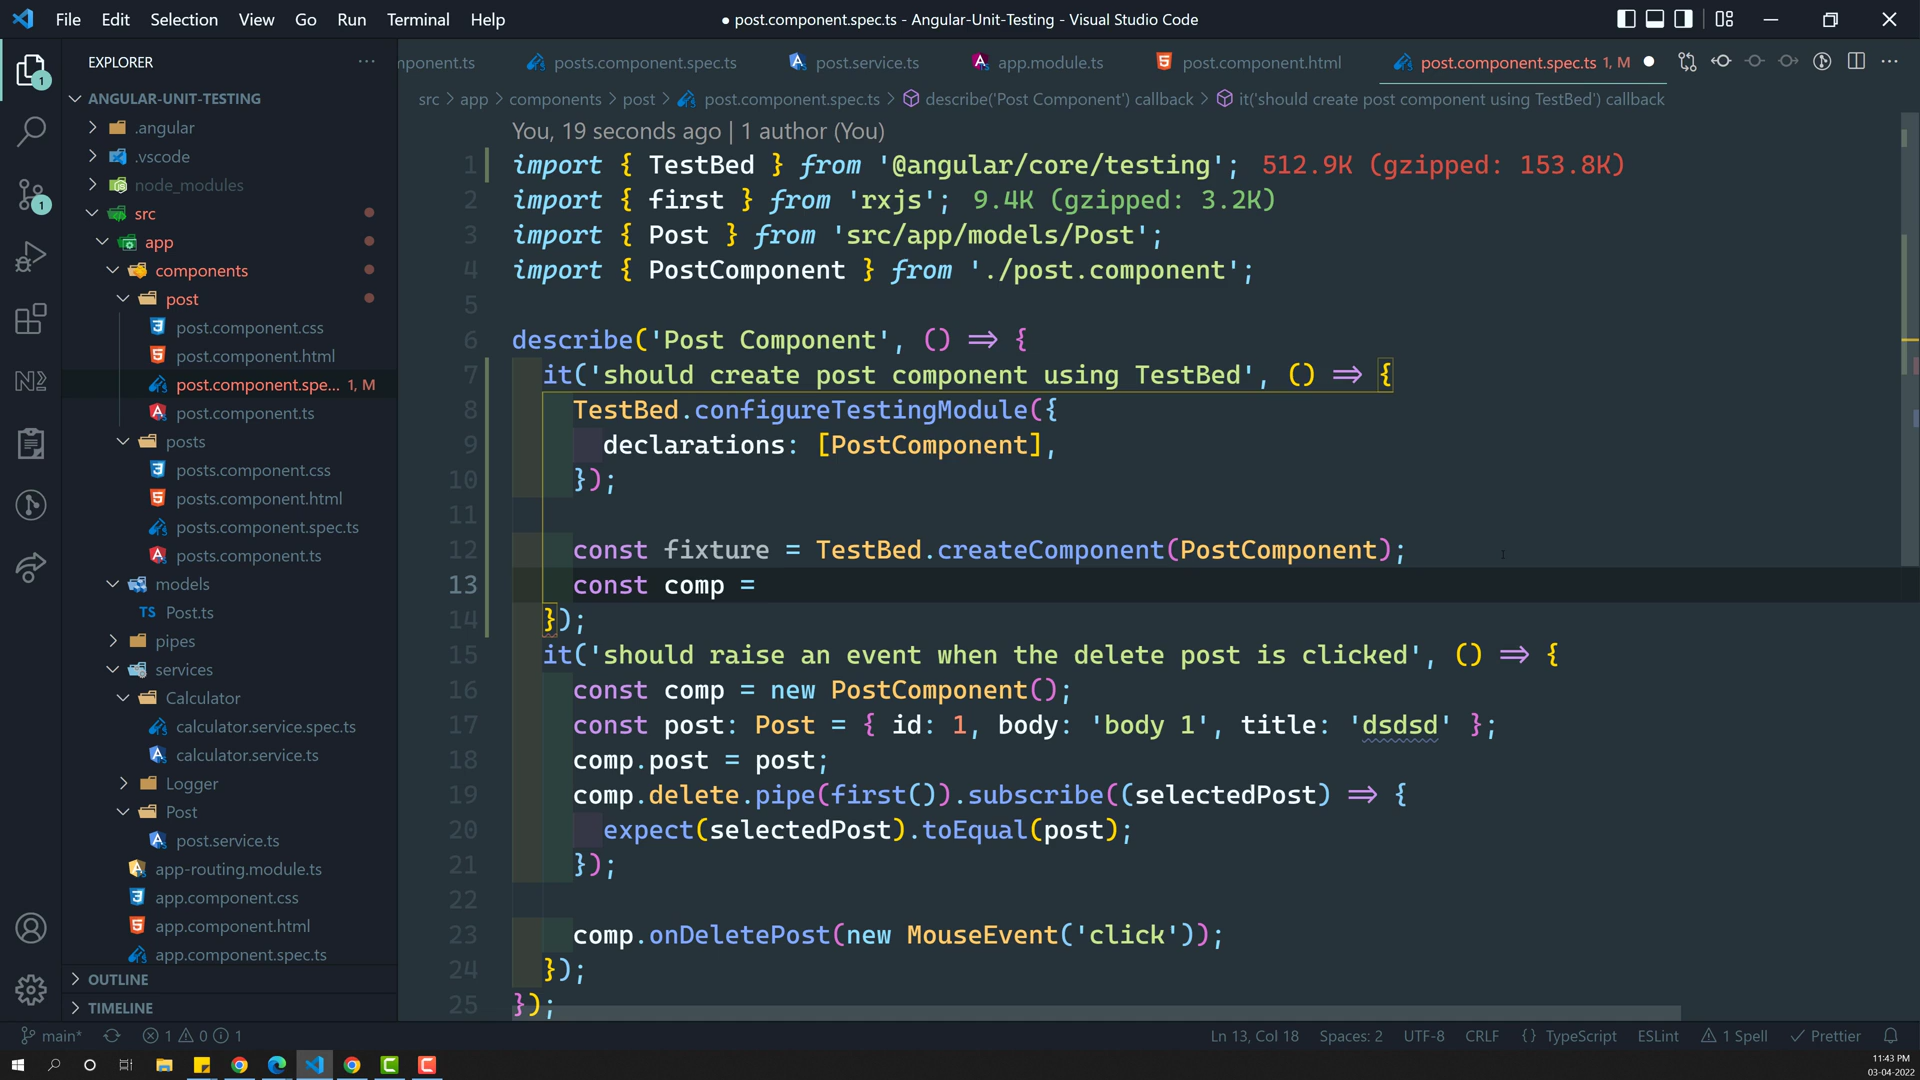 File Edit Selection View Go Run Terminal Help
● post.component.spec.ts - Angular-Unit-Testing - Visual Studio Code
EXPLORER
mponent.ts
posts.component.spec.ts
post.service.ts
app.module.ts
post.component.html
post.component.spec.ts 1, M
src > app > components > post > post.component.spec.ts > describe('Post Component') callback > it('should create post component using TestBed') callback
ANGULAR-UNIT-TESTING
.angular
.vscode
node_modules
src
app
components
post
post.component.css
post.component.html
post.component.spe... 1, M
post.component.ts
posts
posts.component.css
posts.component.html
posts.component.spec.ts
posts.component.ts
models
TS Post.ts
pipes
services
Calculator
calculator.service.spec.ts
calculator.service.ts
Logger
Post
post.service.ts
app-routing.module.ts
app.component.css
app.component.html
app.component.spec.ts
OUTLINE
TIMELINE
You, 19 seconds ago | 1 author (You)
1 import { TestBed } from '@angular/core/testing'; 512.9K (gzipped: 153.8K)
2 import { first } from 'rxjs'; 9.4K (gzipped: 3.2K)
3 import { Post } from 'src/app/models/Post';
4 import { PostComponent } from './post.component';
5
6 describe('Post Component', () => {
7 it('should create post component using TestBed', () => {
8 TestBed.configureTestingModule({
9 declarations: [PostComponent],
10 });
11
12 const fixture = TestBed.createComponent(PostComponent);
13 const comp =
14 });
15 it('should raise an event when the delete post is clicked', () => {
16 const comp = new PostComponent();
17 const post: Post = { id: 1, body: 'body 1', title: 'dsdsd' };
18 comp.post = post;
19 comp.delete.pipe(first()).subscribe((selectedPost) => {
20 expect(selectedPost).toEqual(post);
21 });
22
23 comp.onDeletePost(new MouseEvent('click'));
24 });
25 });
main* 1 0 1
Ln 13, Col 18 Spaces: 2 UTF-8 CRLF {} TypeScript ESLint 1 Spell Prettier
11:43 PM
03-04-2022